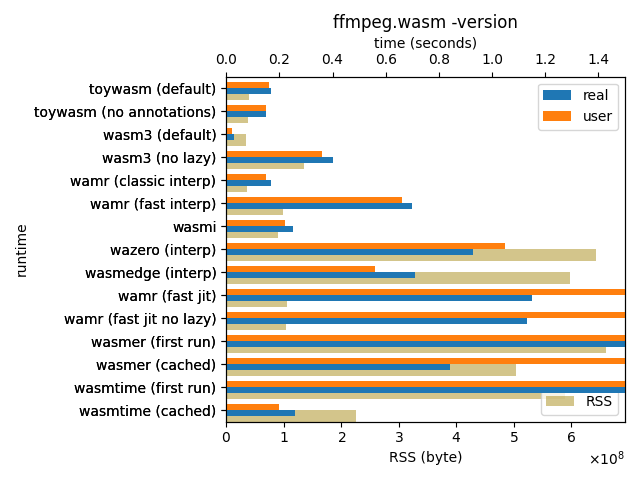 ffmpeg.wasm -version
time (seconds)
0.0 0.2 0.4 0.6 0.8 1.0 1.2 1.4
real
user
toywasm (default)
toywasm (no annotations)
wasm3 (default)
wasm3 (no lazy)
wamr (classic interp)
wamr (fast interp)
wasmi
wazero (interp)
wasmedge (interp)
wamr (fast jit)
wamr (fast jit no lazy)
wasmer (first run)
wasmer (cached)
wasmtime (first run)
wasmtime (cached)
runtime
RSS
0 1 2 3 4 5 6
RSS (byte)
×10⁸